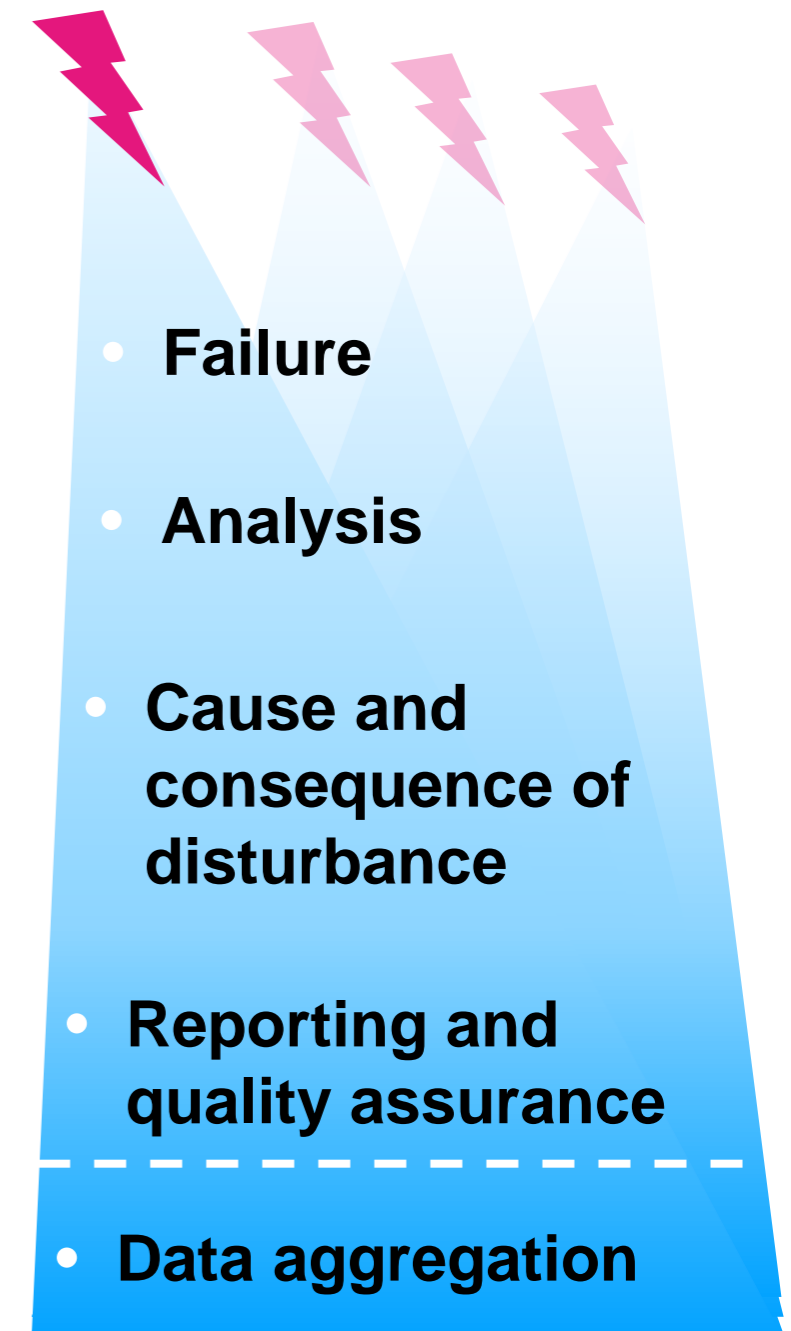 • Failure
• Analysis
• Cause and
consequence of
disturbance
• Reporting and
quality assurance
• Data aggregation